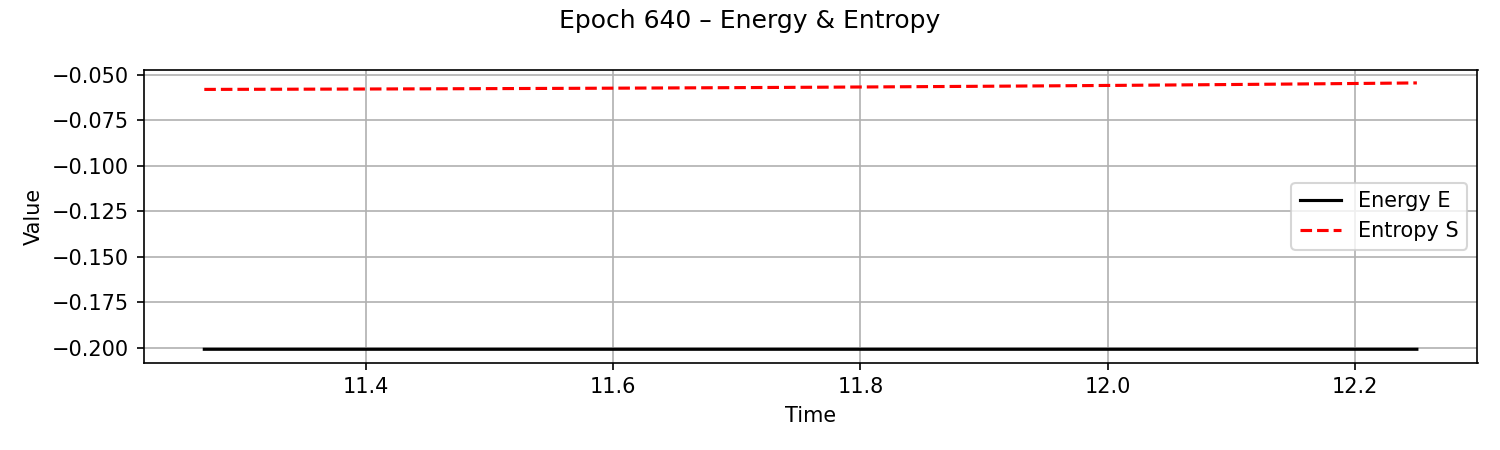 Epoch 640 – Energy & Entropy
−0.050
−0.075
−0.100
−0.125
−0.150
−0.175
−0.200
Value
Energy E
Entropy S
11.4 11.6 11.8 12.0 12.2
Time